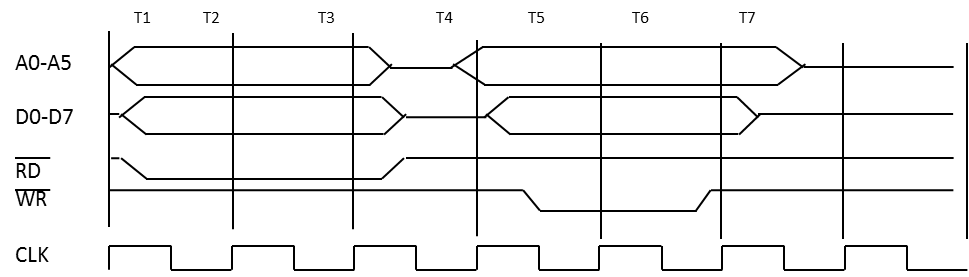 T1 T2 T3 T4 T5 T6 T7
A0-A5
D0-D7
RD
WR
CLK